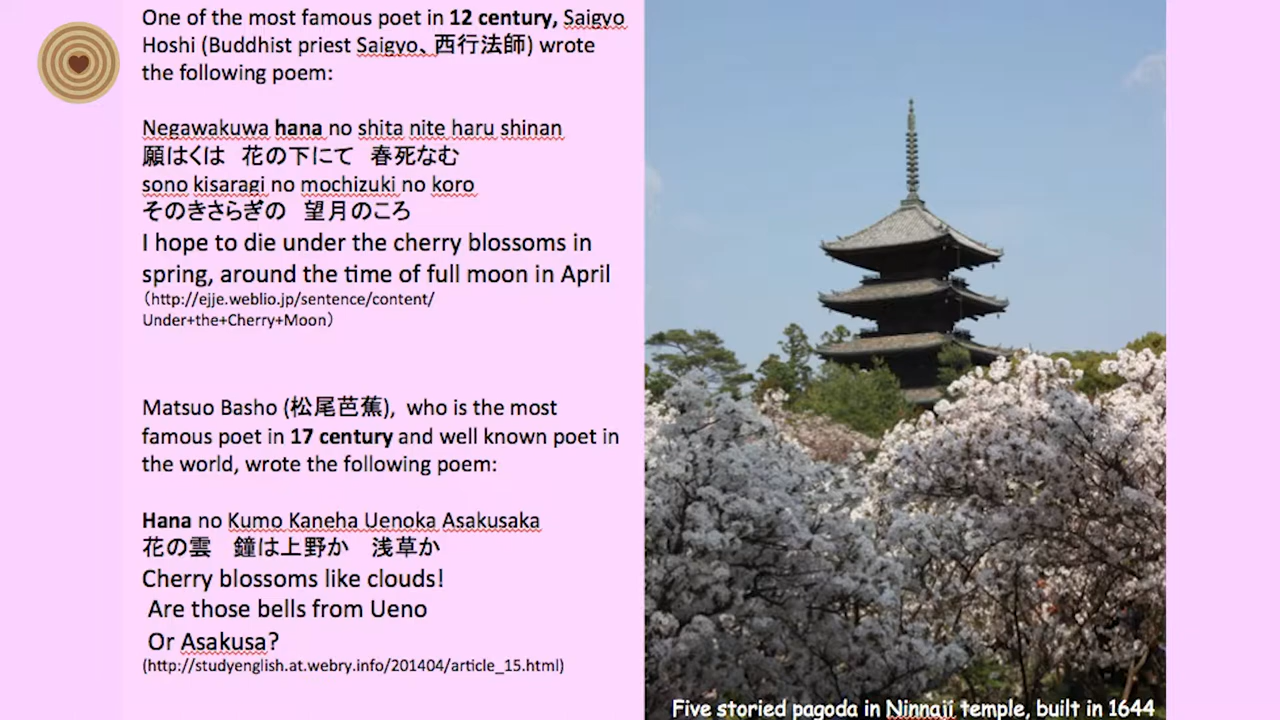 One of the most famous poet in 12 century, Saigyo
Hoshi (Buddhist priest Saigyo、西行法師) wrote
the following poem:
Negawakuwa hana no shita nite haru shinan
願はくは 花の下にて 春死なむ
sono kisaragi no mochizuki no koro
そのきさらぎの 望月のころ
I hope to die under the cherry blossoms in
spring, around the time of full moon in April
（http://ejje.weblio.jp/sentence/content/
Under+the+Cherry+Moon）
Matsuo Basho (松尾芭蕉), who is the most
famous poet in 17 century and well known poet in
the world, wrote the following poem:
Hana no Kumo Kaneha Uenoka Asakusaka
花の雲 鐘は上野か 浅草か
Cherry blossoms like clouds!
Are those bells from Ueno
Or Asakusa?
(http://studyenglish.at.webry.info/201404/article_15.html)
Five storied pagoda in Ninnaji temple, built in 1644